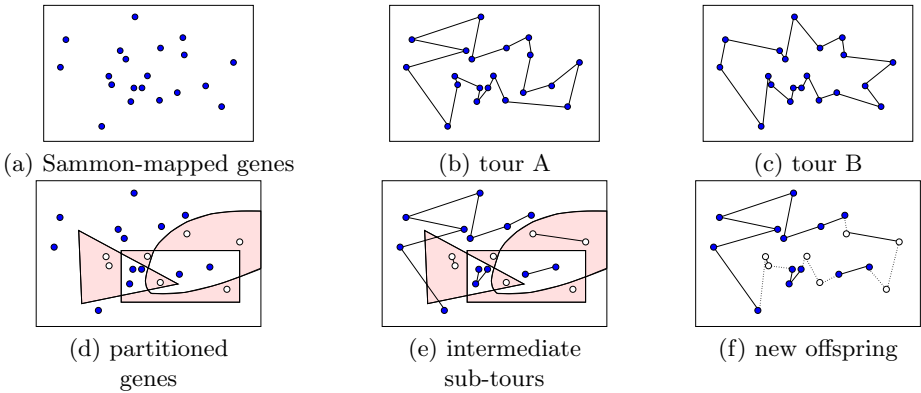 (a) Sammon-mapped genes
(b) tour A
(c) tour B
(d) partitioned
genes
(e) intermediate
sub-tours
(f) new offspring